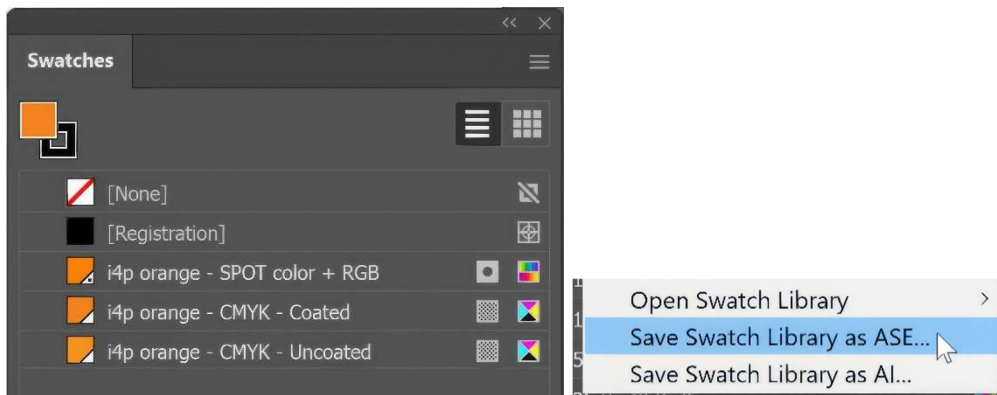 Swatches
[None]
[Registration]
i4p orange - SPOT color + RGB
i4p orange - CMYK - Coated
i4p orange - CMYK - Uncoated
Open Swatch Library
Save Swatch Library as ASE...
Save Swatch Library as AI...